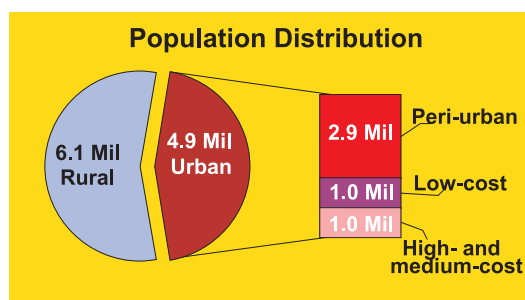 Population Distribution
6.1 Mil
Rural
4.9 Mil
Urban
2.9 Mil
Peri-urban
1.0 Mil
Low-cost
1.0 Mil
High- and
medium-cost